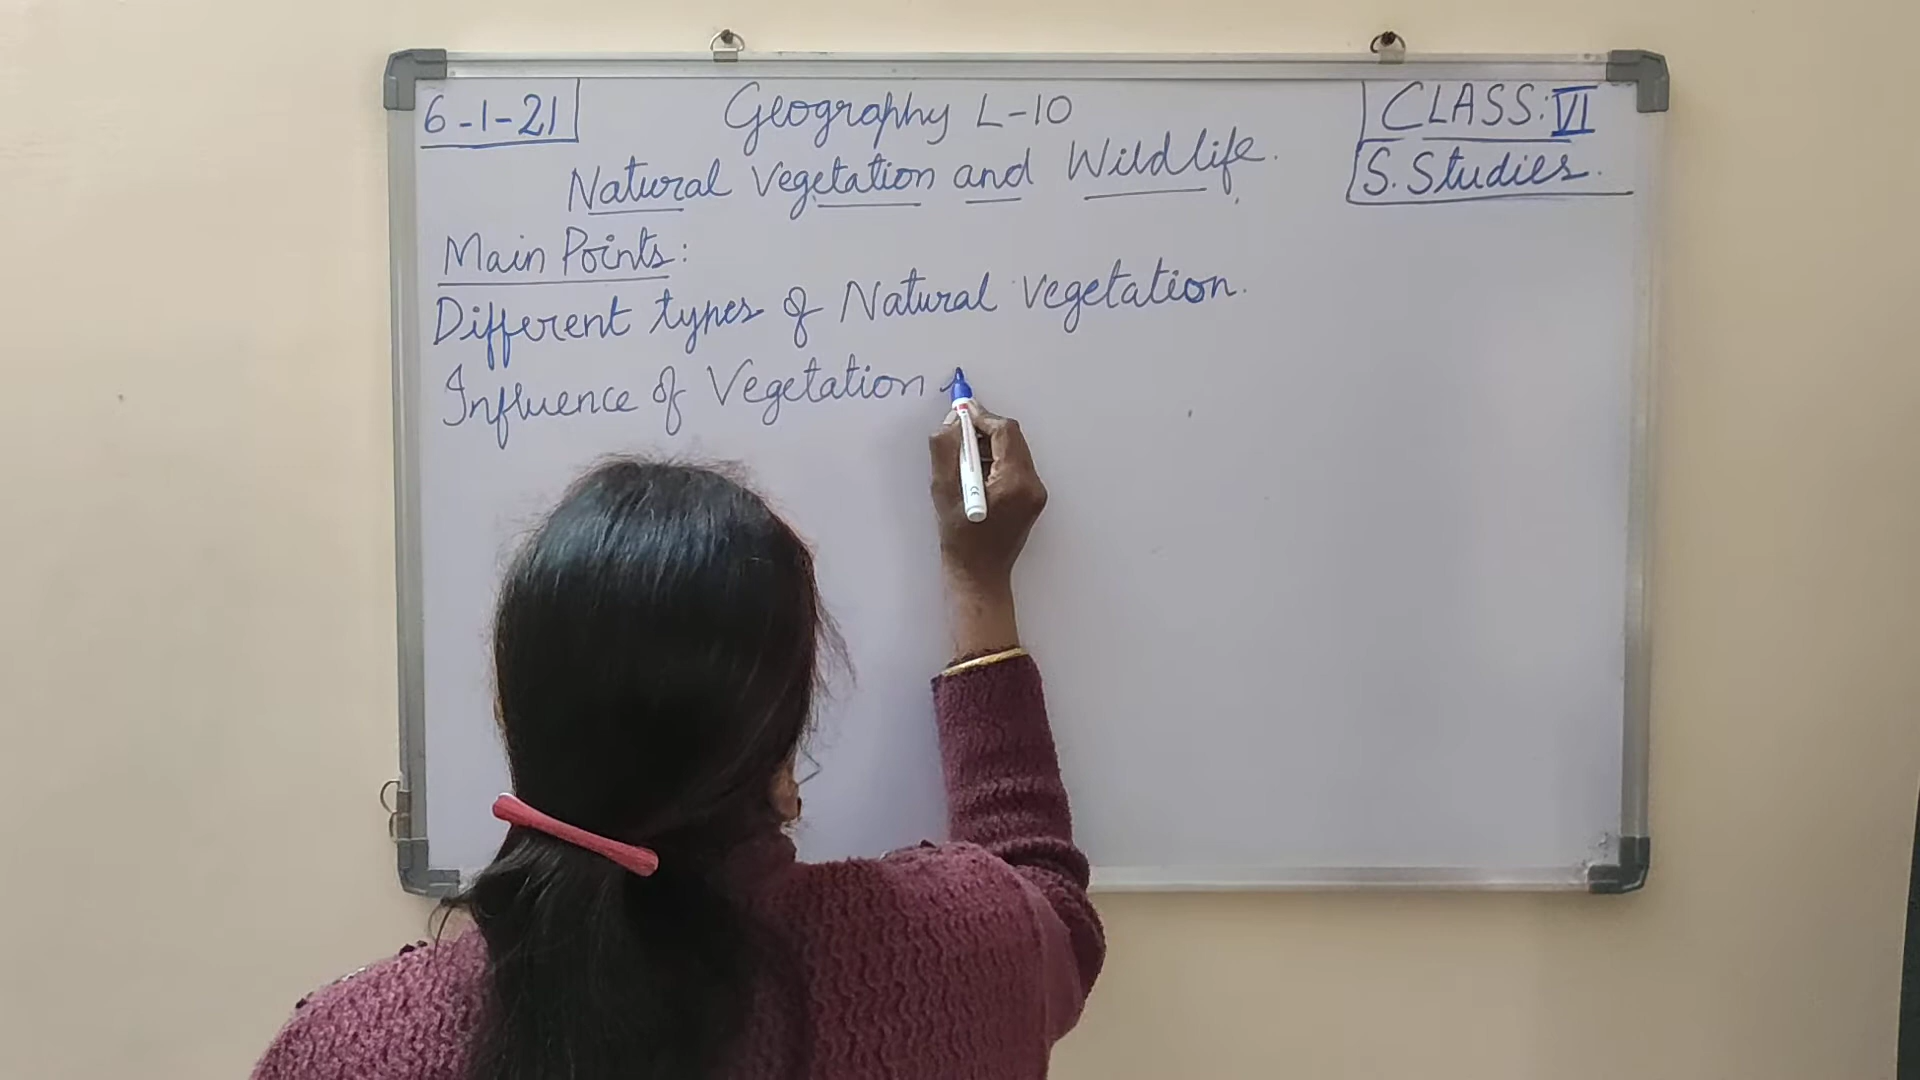 6-1-21
Geography L-10
CLASS: VI
Natural Vegetation and Wildlife.
S. Studies.
Main Points:
Different types of Natural Vegetation.
Influence of Vegetation
CE